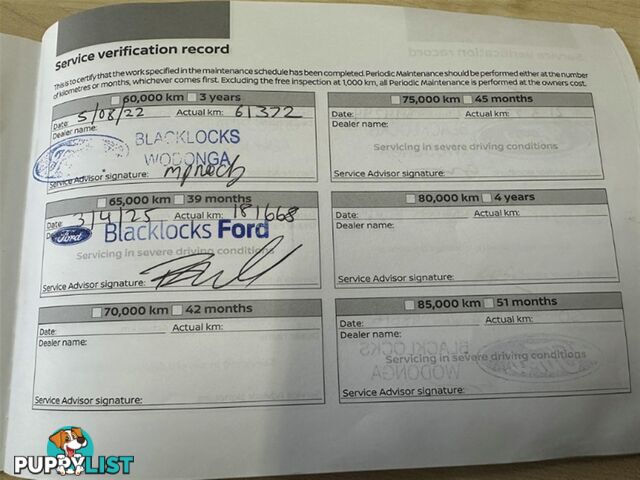 Service verification record
This is to certify that the work specified in the maintenance schedule has been completed. Periodic Maintenance should be performed either at the number
of kilometres or months, whichever comes first. Excluding the free inspection at 1,000 km, all Periodic Maintenance is performed at the owners cost.
60,000 km 3 years
Date: 5/08/22 Actual km: 61372
Dealer name:
BLACKLOCKS
WODONGA
Service Advisor signature:
75,000 km 45 months
Date: Actual km:
Dealer name:
Servicing in severe driving conditions
Service Advisor signature:
65,000 km 39 months
Date: 3/4/25 Actual km: 181668
Ford Blacklocks Ford
Servicing in severe driving conditions
Service Advisor signature:
80,000 km 4 years
Date: Actual km:
Dealer name:
Service Advisor signature:
70,000 km 42 months
Date: Actual km:
Dealer name:
Service Advisor signature:
85,000 km 51 months
Date: Actual km:
Dealer name:
Servicing in severe driving conditions
Service Advisor signature:
PUPPYLIST